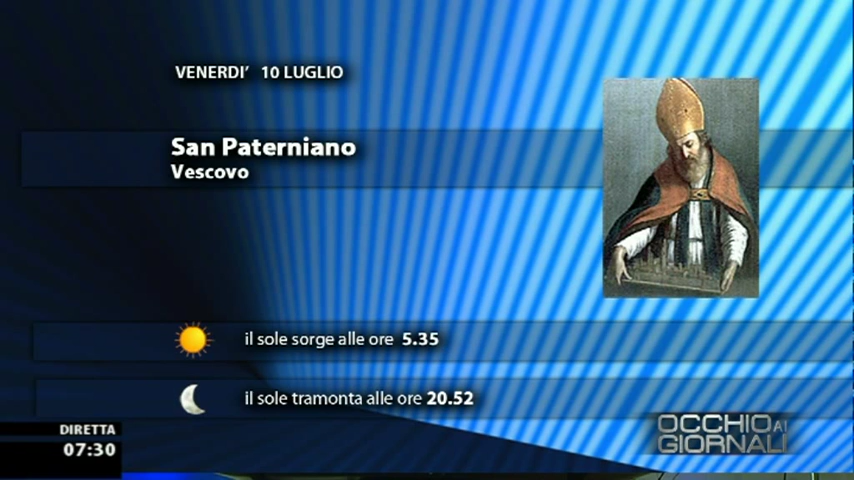 VENERDI' 10 LUGLIO
San Paterniano
Vescovo
il sole sorge alle ore 5.35
il sole tramonta alle ore 20.52
DIRETTA
07:30
OCCHIO AI
GIORNALI